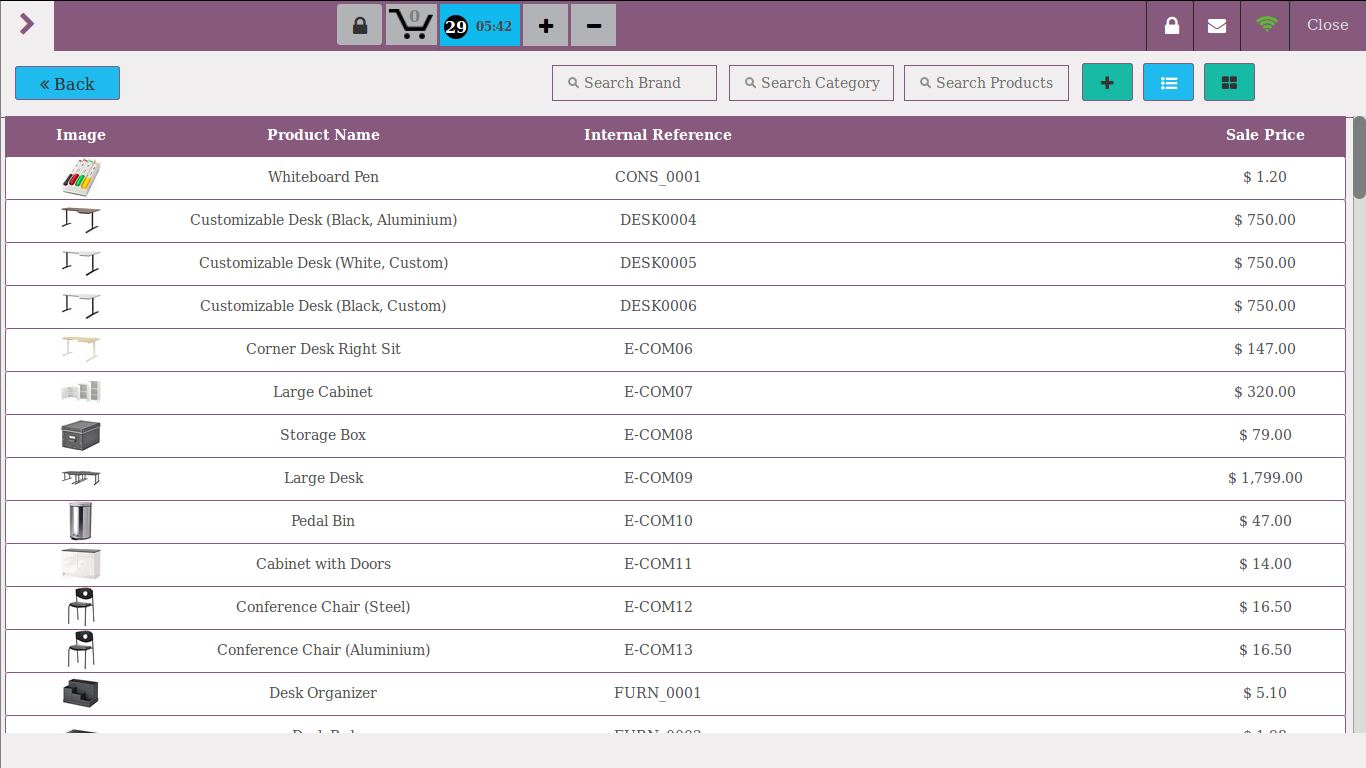 0 29 05:42 + − Close
« Back Search Brand Search Category Search Products +
Image Product Name Internal Reference Sale Price
Whiteboard Pen CONS_0001 $ 1.20
Customizable Desk (Black, Aluminium) DESK0004 $ 750.00
Customizable Desk (White, Custom) DESK0005 $ 750.00
Customizable Desk (Black, Custom) DESK0006 $ 750.00
Corner Desk Right Sit E-COM06 $ 147.00
Large Cabinet E-COM07 $ 320.00
Storage Box E-COM08 $ 79.00
Large Desk E-COM09 $ 1,799.00
Pedal Bin E-COM10 $ 47.00
Cabinet with Doors E-COM11 $ 14.00
Conference Chair (Steel) E-COM12 $ 16.50
Conference Chair (Aluminium) E-COM13 $ 16.50
Desk Organizer FURN_0001 $ 5.10